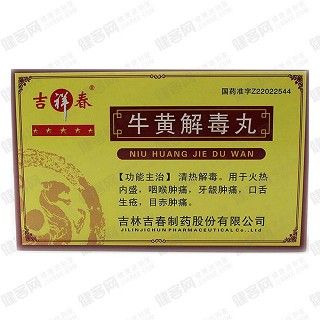 吉祥春®
国药准字Z22022544
牛黄解毒丸
NIU HUANG JIE DU WAN
【功能主治】 清热解毒。用于火热
内盛，咽喉肿痛，牙龈肿痛，口舌
生疮，目赤肿痛。
吉林吉春制药股份有限公司
JILINJICHUN PHARMACEUTICAL Co.,Ltd
健客网